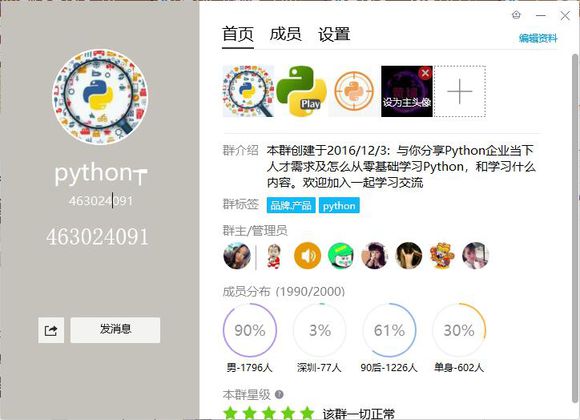 首页 成员 设置
编辑资料
Play
设为主头像
python┬
463024091
463024091
发消息
群介绍 本群创建于2016/12/3: 与你分享Python企业当下
人才需求及怎么从零基础学习Python,和学习什么
内容。欢迎加入一起学习交流
群标签 品牌.产品 python
群主/管理员
成员分布 (1990/2000)
90% 3% 61% 30%
男-1796人 深圳-77人 90后-1226人 单身-602人
本群星级 ?
该群一切正常